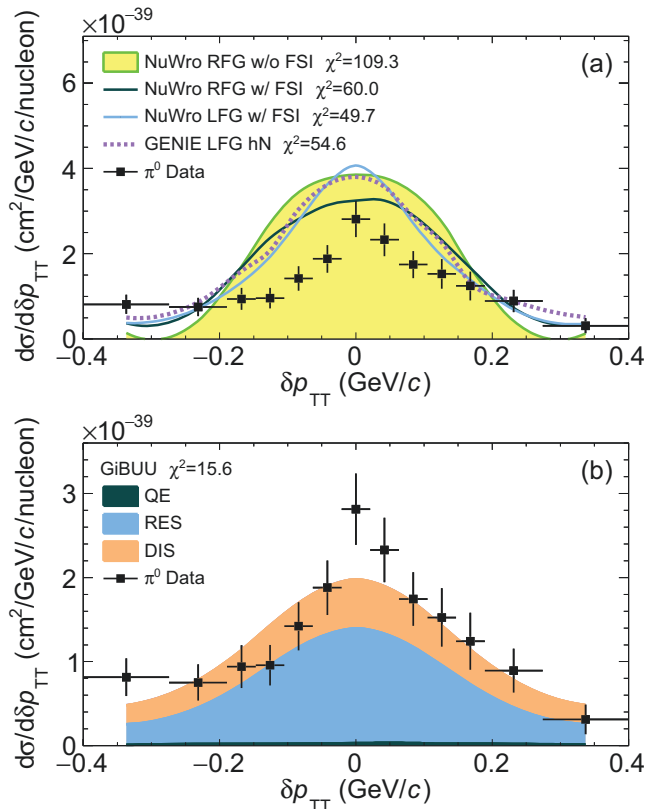 ×10⁻³⁹
(a)
NuWro RFG w/o FSI χ²=109.3
NuWro RFG w/ FSI χ²=60.0
NuWro LFG w/ FSI χ²=49.7
GENIE LFG hN χ²=54.6
π⁰ Data
dσ/dδp_TT (cm²/GeV/c/nucleon)
6
4
2
0
−0.4 −0.2 0 0.2 0.4
δp_TT (GeV/c)
×10⁻³⁹
(b)
GiBUU χ²=15.6
QE
RES
DIS
π⁰ Data
dσ/dδp_TT (cm²/GeV/c/nucleon)
3
2
1
0
−0.4 −0.2 0 0.2 0.4
δp_TT (GeV/c)